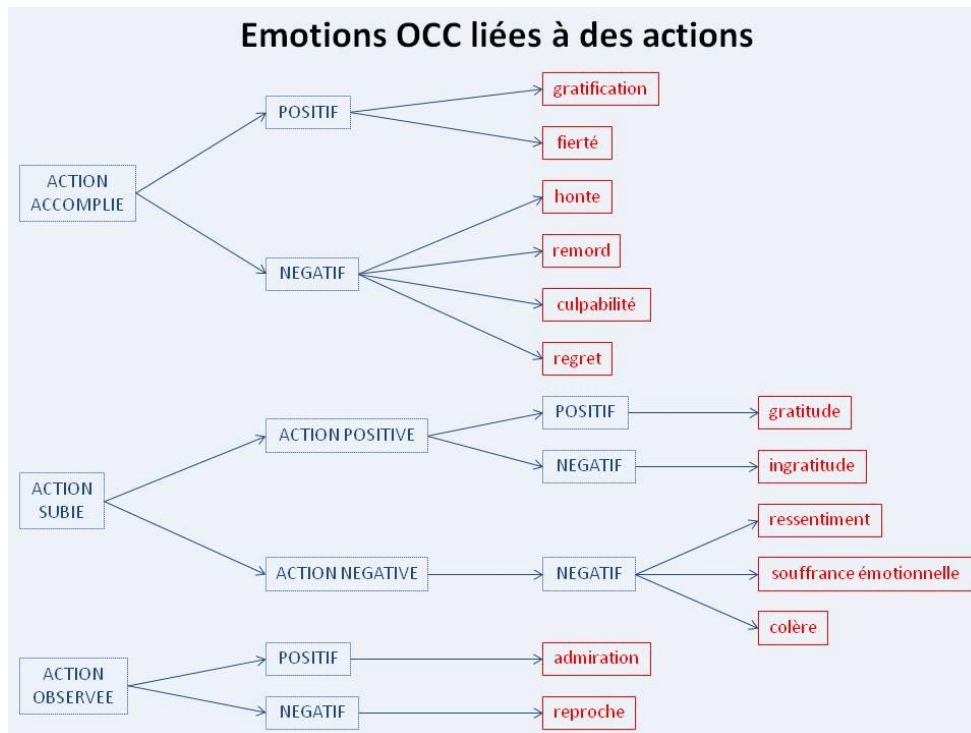 Emotions OCC liées à des actions
gratification
POSITIF
fierté
ACTION
ACCOMPLIE
honte
remord
NEGATIF
culpabilité
regret
POSITIF
gratitude
ACTION POSITIVE
NEGATIF
ingratitude
ACTION
SUBIE
ressentiment
ACTION NEGATIVE
NEGATIF
souffrance émotionnelle
colère
POSITIF
admiration
ACTION
OBSERVEE
NEGATIF
reproche